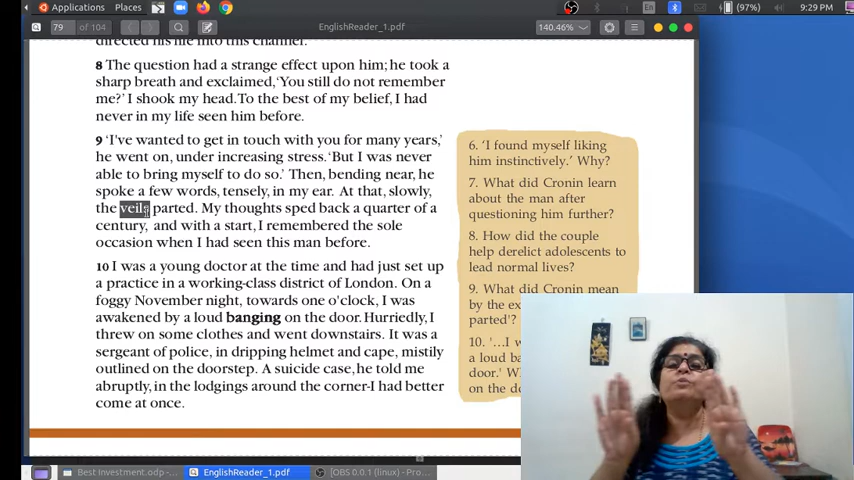 Applications Places En (97%) 9:29 PM
79 of 104 EnglishReader_1.pdf 140.46%
directed his life into this channel.
8 The question had a strange effect upon him; he took a
sharp breath and exclaimed,'You still do not remember
me?' I shook my head. To the best of my belief, I had
never in my life seen him before.
9 'I've wanted to get in touch with you for many years,'
he went on, under increasing stress. 'But I was never
able to bring myself to do so.' Then, bending near, he
spoke a few words, tensely, in my ear. At that, slowly,
the veils parted. My thoughts sped back a quarter of a
century, and with a start, I remembered the sole
occasion when I had seen this man before.
10 I was a young doctor at the time and had just set up
a practice in a working-class district of London. On a
foggy November night, towards one o'clock, I was
awakened by a loud banging on the door. Hurriedly, I
threw on some clothes and went downstairs. It was a
sergeant of police, in dripping helmet and cape, mistily
outlined on the doorstep. A suicide case, he told me
abruptly, in the lodgings around the corner-I had better
come at once.
6. 'I found myself liking
him instinctively.' Why?
7. What did Cronin learn
about the man after
questioning him further?
8. How did the couple
help derelict adolescents to
lead normal lives?
9. What did Cronin mean
by the ex
parted'?
10. '...I w
a loud ba
door.' W
on the do
Best Investment.odp -... EnglishReader_1.pdf [OBS 0.0.1 (linux) - Pro...